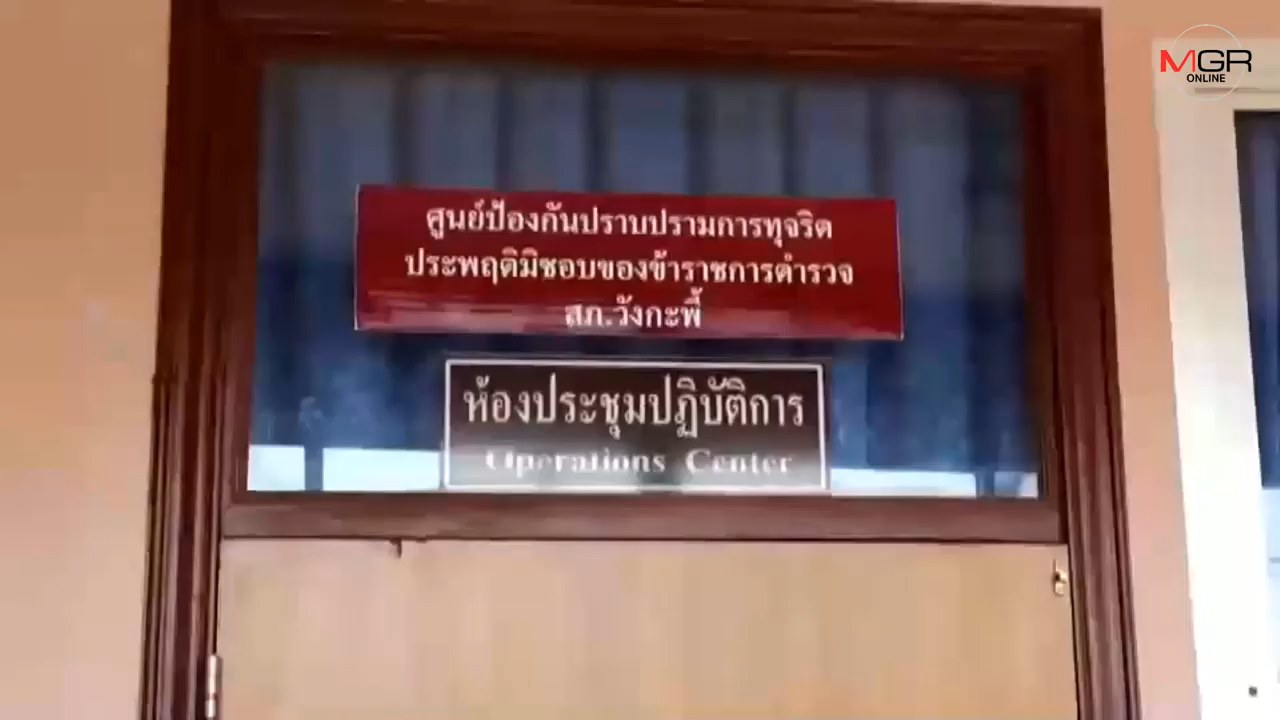 MGR
ONLINE
ศูนย์ป้องกันปราบปรามการทุจริต
ประพฤติมิชอบของข้าราชการตำรวจ
สภ.วังกะพี้
ห้องประชุมปฏิบัติการ
Operations Center